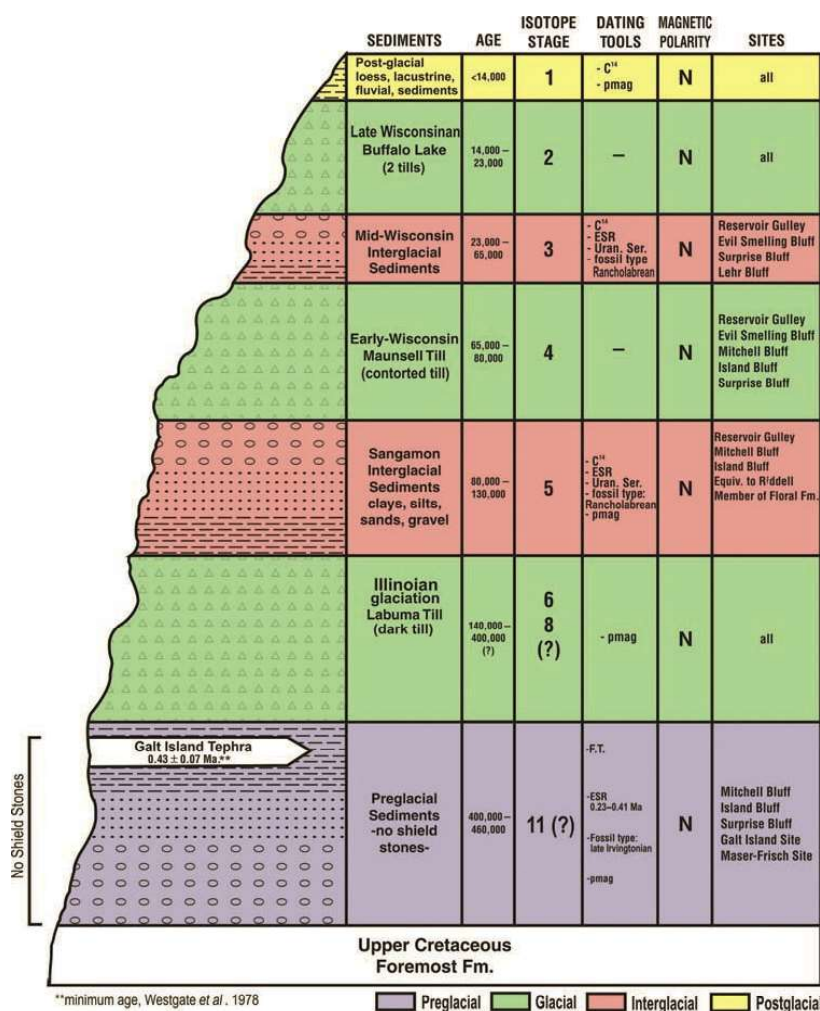 SEDIMENTS AGE ISOTOPE STAGE DATING TOOLS MAGNETIC POLARITY SITES
Post-glacial
loess, lacustrine,
fluvial, sediments
<14,000
1
- C14
- pmag
N
all
Late Wisconsinan
Buffalo Lake
(2 tills)
14,000 –
23,000
2
–
N
all
Mid-Wisconsin
Interglacial
Sediments
23,000 –
65,000
3
- C14
- ESR
- Uran. Ser.
- fossil type
Rancholabrean
N
Reservoir Gulley
Evil Smelling Bluff
Surprise Bluff
Lehr Bluff
Early-Wisconsin
Maunsell Till
(contorted till)
65,000 –
80,000
4
–
N
Reservoir Gulley
Evil Smelling Bluff
Mitchell Bluff
Island Bluff
Surprise Bluff
Sangamon
Interglacial
Sediments
clays, silts,
sands, gravel
80,000 –
130,000
5
- C14
- ESR
- Uran. Ser.
- fossil type:
Rancholabrean
- pmag
N
Reservoir Gulley
Mitchell Bluff
Island Bluff
Equiv. to Riddell
Member of Floral Fm.
Illinoian
glaciation
Labuma Till
(dark till)
140,000 –
400,000
(?)
6
8
(?)
- pmag
N
all
No Shield Stones
Galt Island Tephra
0.43 ± 0.07 Ma.**
Preglacial
Sediments
-no shield
stones-
400,000 –
460,000
11 (?)
-F.T.
-ESR
0.23–0.41 Ma
-Fossil type:
late Irvingtonian
-pmag
N
Mitchell Bluff
Island Bluff
Surprise Bluff
Galt Island Site
Maser-Frisch Site
Upper Cretaceous
Foremost Fm.
**minimum age, Westgate et al. 1978
Preglacial Glacial Interglacial Postglacial